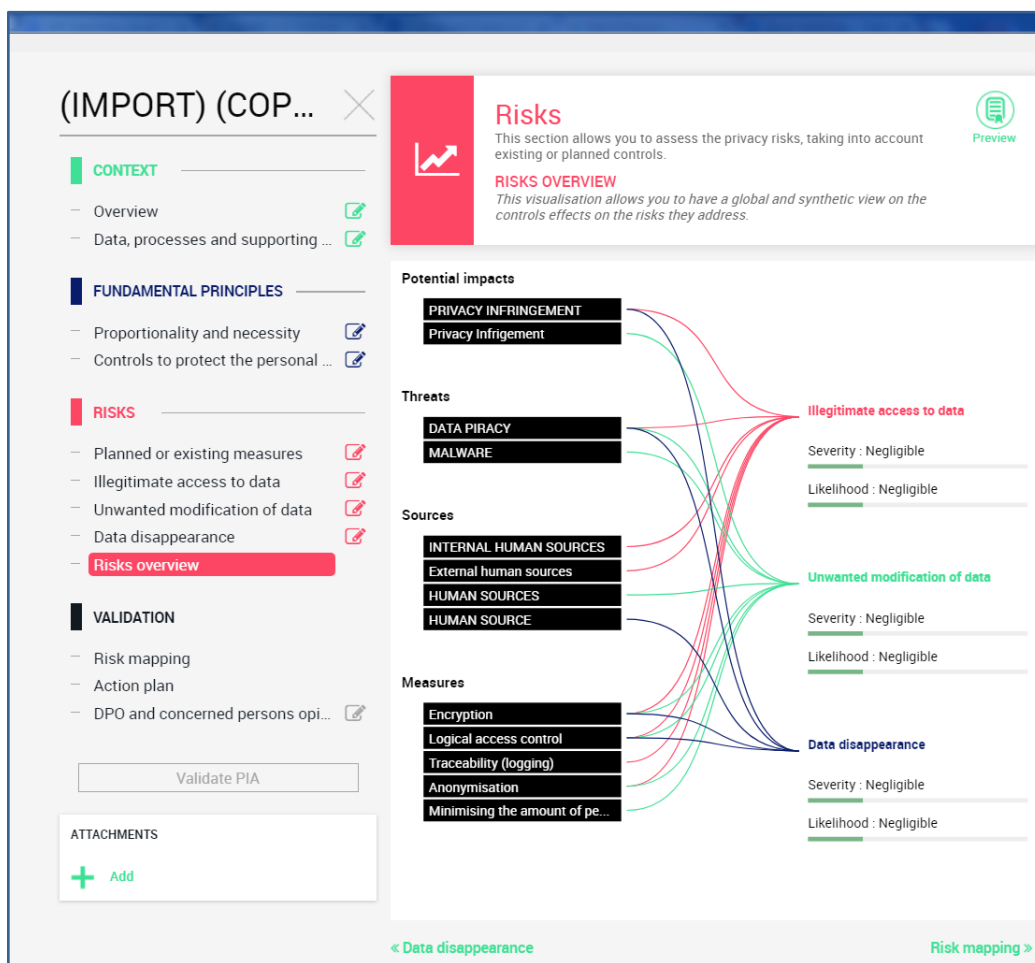 (IMPORT) (COP...
CONTEXT
Overview
Data, processes and supporting ...
FUNDAMENTAL PRINCIPLES
Proportionality and necessity
Controls to protect the personal ...
RISKS
Planned or existing measures
Illegitimate access to data
Unwanted modification of data
Data disappearance
Risks overview
VALIDATION
Risk mapping
Action plan
DPO and concerned persons opi...
Validate PIA
ATTACHMENTS
Add
Risks
This section allows you to assess the privacy risks, taking into account
existing or planned controls.
RISKS OVERVIEW
This visualisation allows you to have a global and synthetic view on the
controls effects on the risks they address.
Preview
Potential impacts
PRIVACY INFRINGEMENT
Privacy Infrigement
Threats
DATA PIRACY
MALWARE
Sources
INTERNAL HUMAN SOURCES
External human sources
HUMAN SOURCES
HUMAN SOURCE
Measures
Encryption
Logical access control
Traceability (logging)
Anonymisation
Minimising the amount of pe...
Illegitimate access to data
Severity : Negligible
Likelihood : Negligible
Unwanted modification of data
Severity : Negligible
Likelihood : Negligible
Data disappearance
Severity : Negligible
Likelihood : Negligible
« Data disappearance
Risk mapping »